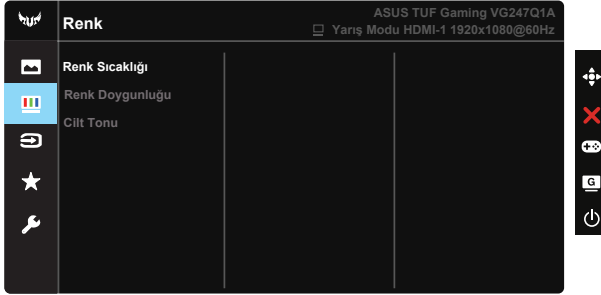 ASUS TUF Gaming VG247Q1A
Renk
Yarış Modu HDMI-1 1920x1080@60Hz
Renk Sıcaklığı
Renk Doygunluğu
Cilt Tonu
G